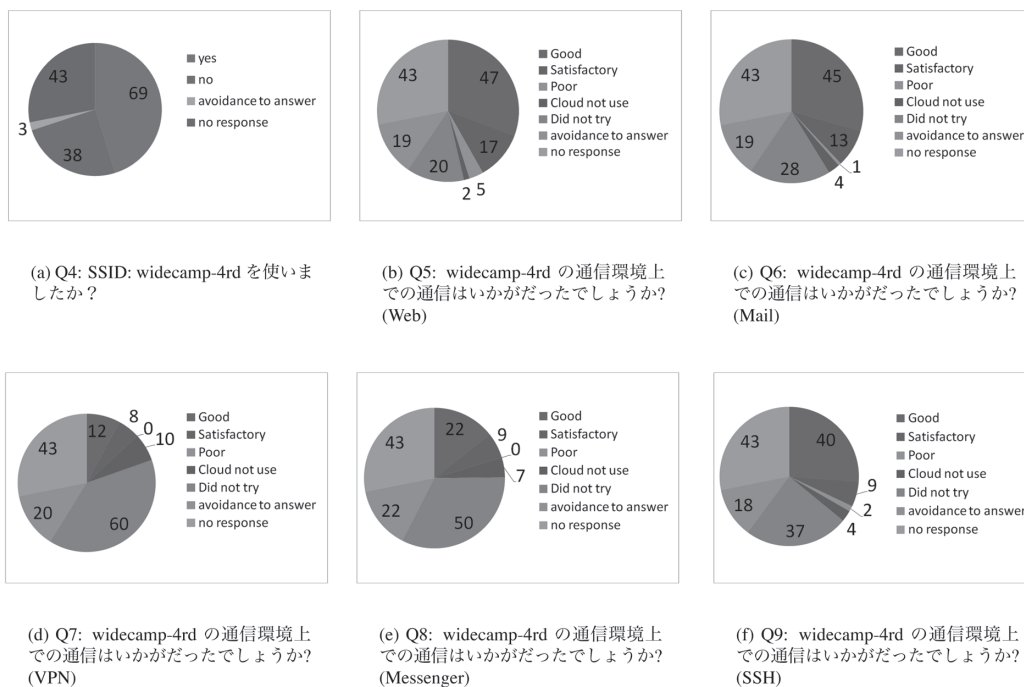 43
69
3
38
yes
no
avoidance to answer
no response
(a) Q4: SSID: widecamp-4rd を使いま
したか？
43
47
19
17
20
2 5
Good
Satisfactory
Poor
Cloud not use
Did not try
avoidance to answer
no response
(b) Q5: widecamp-4rd の通信環境上
での通信はいかがだったでしょうか?
(Web)
43
45
19
13
28
1
4
Good
Satisfactory
Poor
Cloud not use
Did not try
avoidance to answer
no response
(c) Q6: widecamp-4rd の通信環境上
での通信はいかがだったでしょうか?
(Mail)
12
8
0
10
43
20
60
Good
Satisfactory
Poor
Cloud not use
Did not try
avoidance to answer
no response
(d) Q7: widecamp-4rd の通信環境上
での通信はいかがだったでしょうか?
(VPN)
22
9
0
7
43
22
50
Good
Satisfactory
Poor
Cloud not use
Did not try
avoidance to answer
no response
(e) Q8: widecamp-4rd の通信環境上
での通信はいかがだったでしょうか?
(Messenger)
43
40
9
2
4
18
37
Good
Satisfactory
Poor
Cloud not use
Did not try
avoidance to answer
no response
(f) Q9: widecamp-4rd の通信環境上
での通信はいかがだったでしょうか?
(SSH)